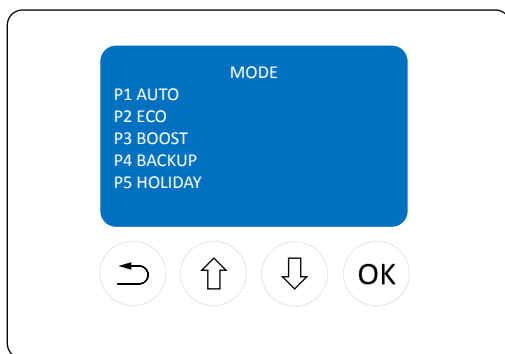 MODE
P1 AUTO
P2 ECO
P3 BOOST
P4 BACKUP
P5 HOLIDAY
OK